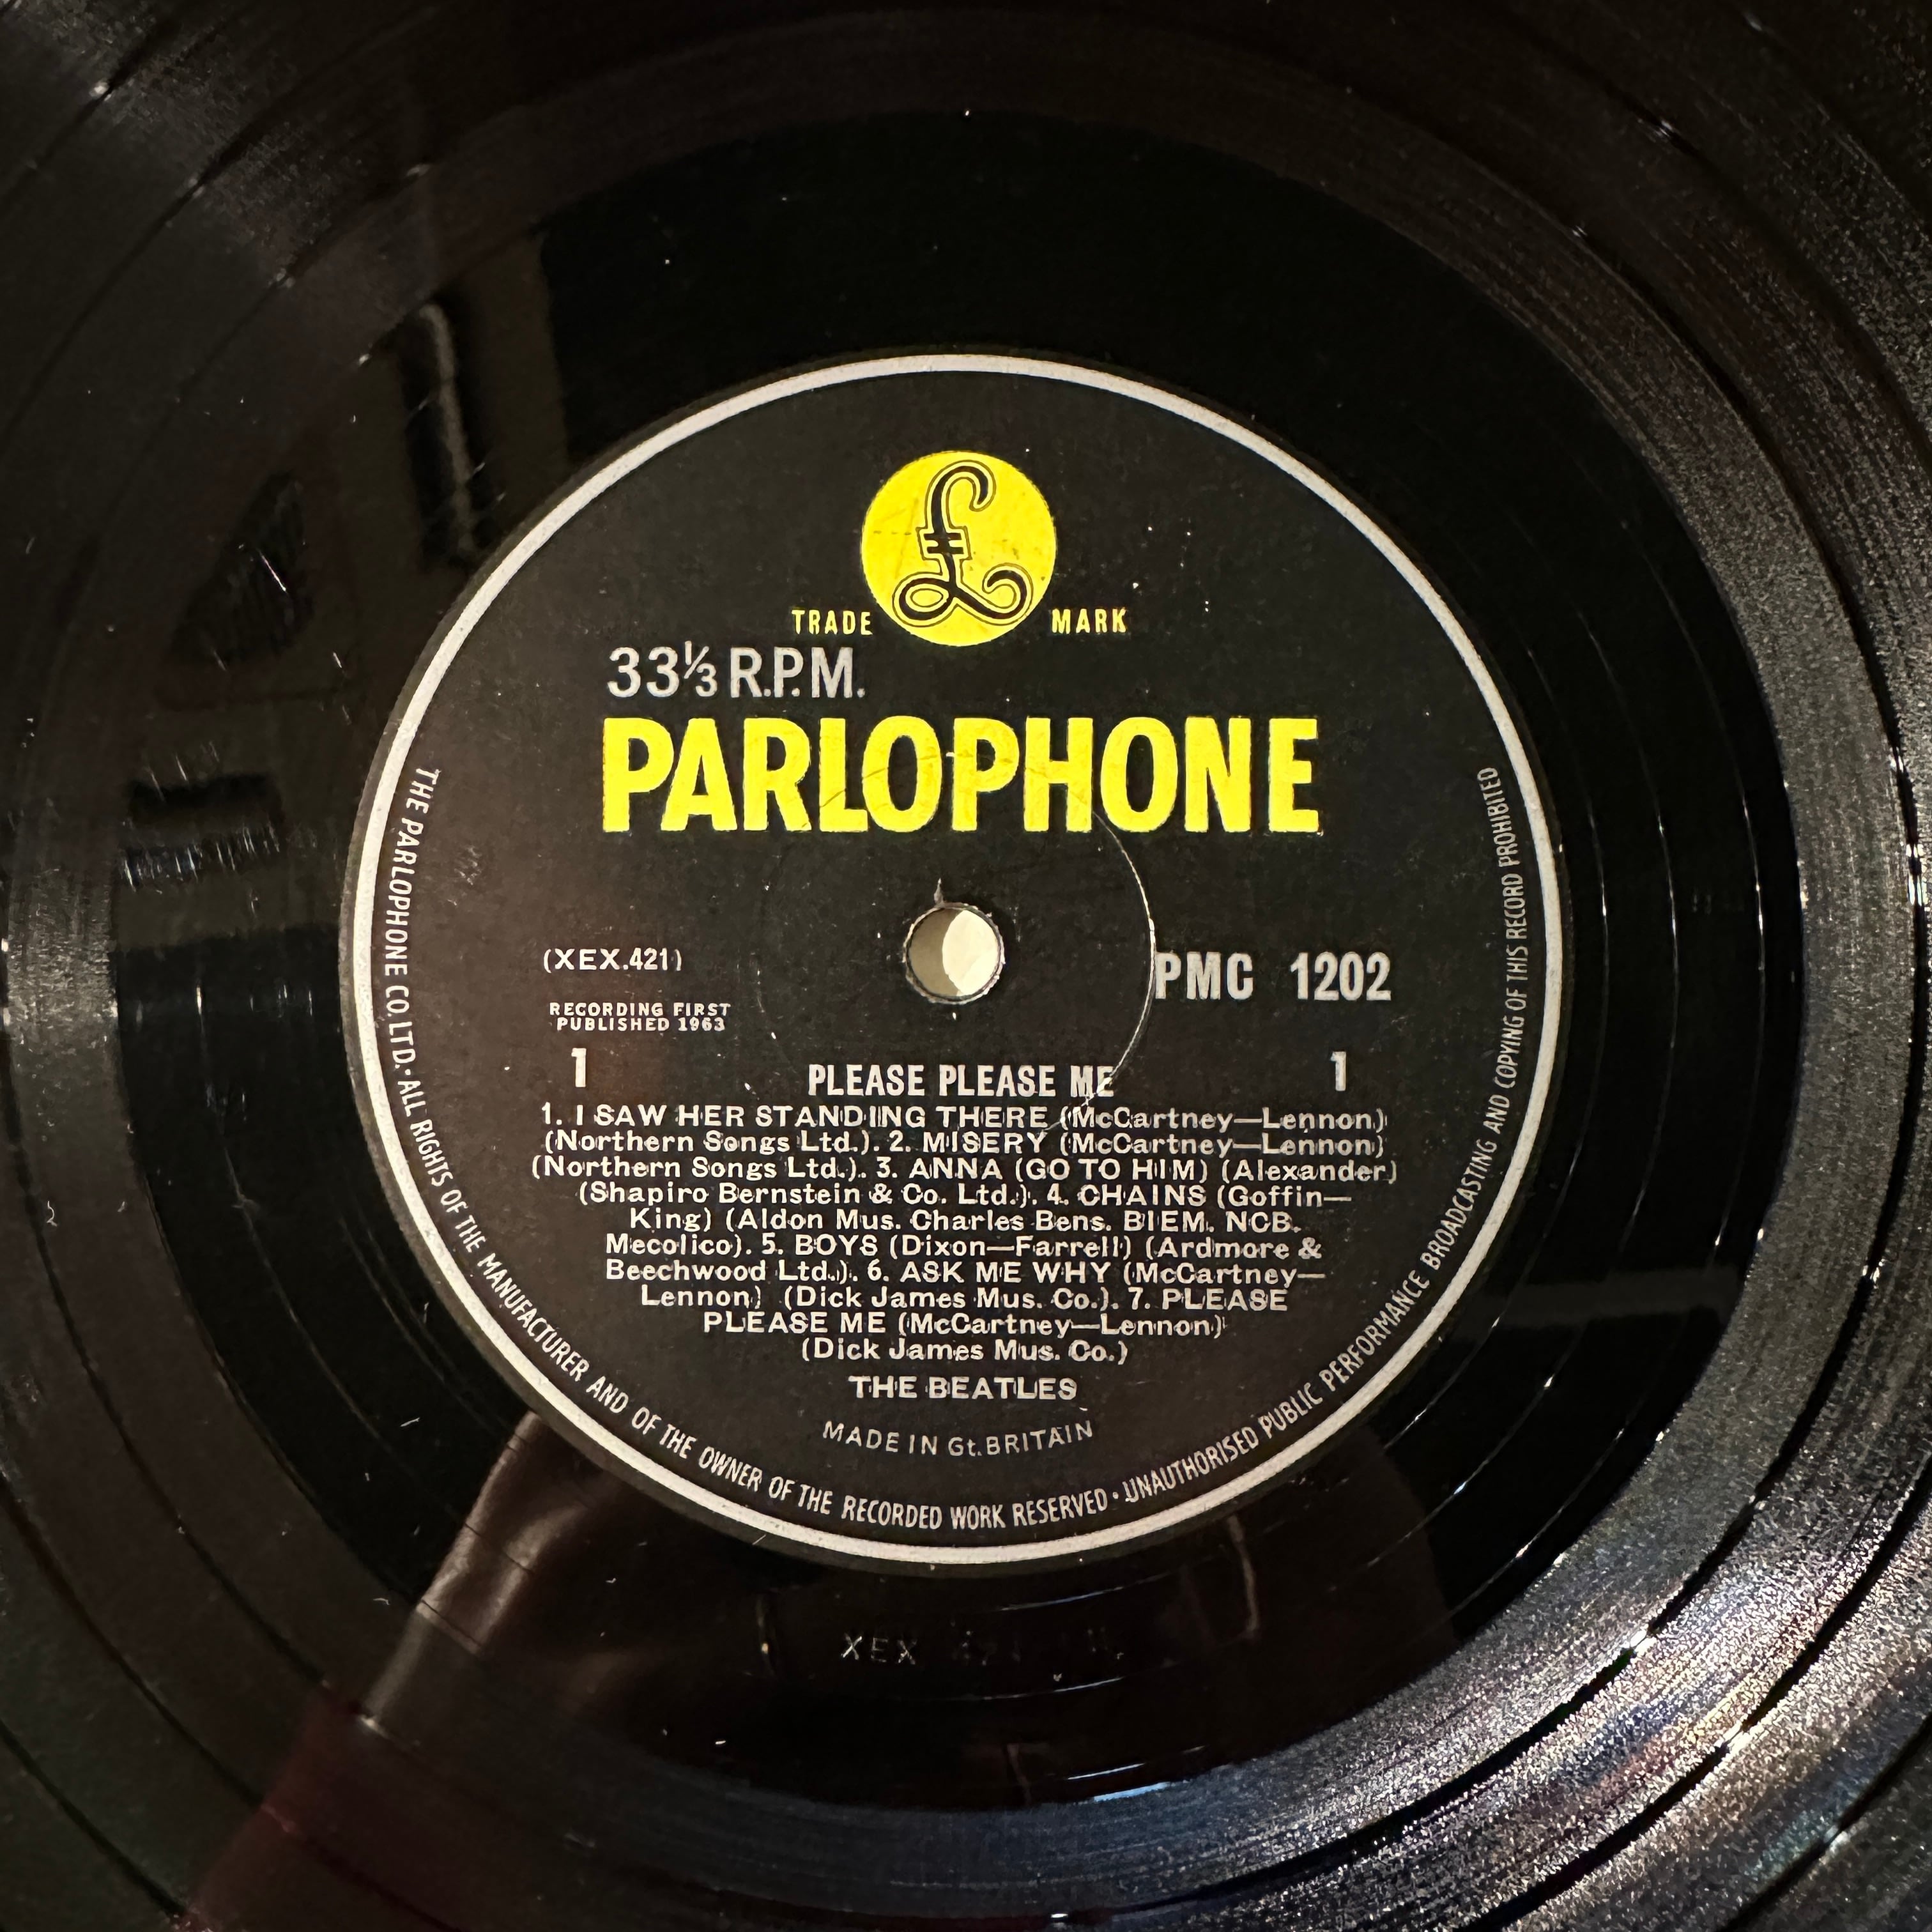 £
TRADE MARK
33⅓ R.P.M.
PARLOPHONE
(XEX.421)
PMC 1202
RECORDING FIRST
PUBLISHED 1963
1 1
PLEASE PLEASE ME
1. I SAW HER STANDING THERE (McCartney—Lennon)
(Northern Songs Ltd.). 2. MISERY (McCartney—Lennon)
(Northern Songs Ltd.). 3. ANNA (GO TO HIM) (Alexander)
(Shapiro Bernstein & Co. Ltd.). 4. CHAINS (Goffin—
King) (Aldon Mus. Charles Bens. BIEM. NCB.
Mecolico). 5. BOYS (Dixon—Farrell) (Ardmore &
Beechwood Ltd.). 6. ASK ME WHY (McCartney—
Lennon) (Dick James Mus. Co.). 7. PLEASE
PLEASE ME (McCartney—Lennon)
(Dick James Mus. Co.)
THE BEATLES
MADE IN Gt. BRITAIN
THE PARLOPHONE CO. LTD. · ALL RIGHTS OF THE MANUFACTURER AND OF THE OWNER OF THE RECORDED WORK RESERVED · UNAUTHORISED PUBLIC PERFORMANCE BROADCASTING AND COPYING OF THIS RECORD PROHIBITED
XEX